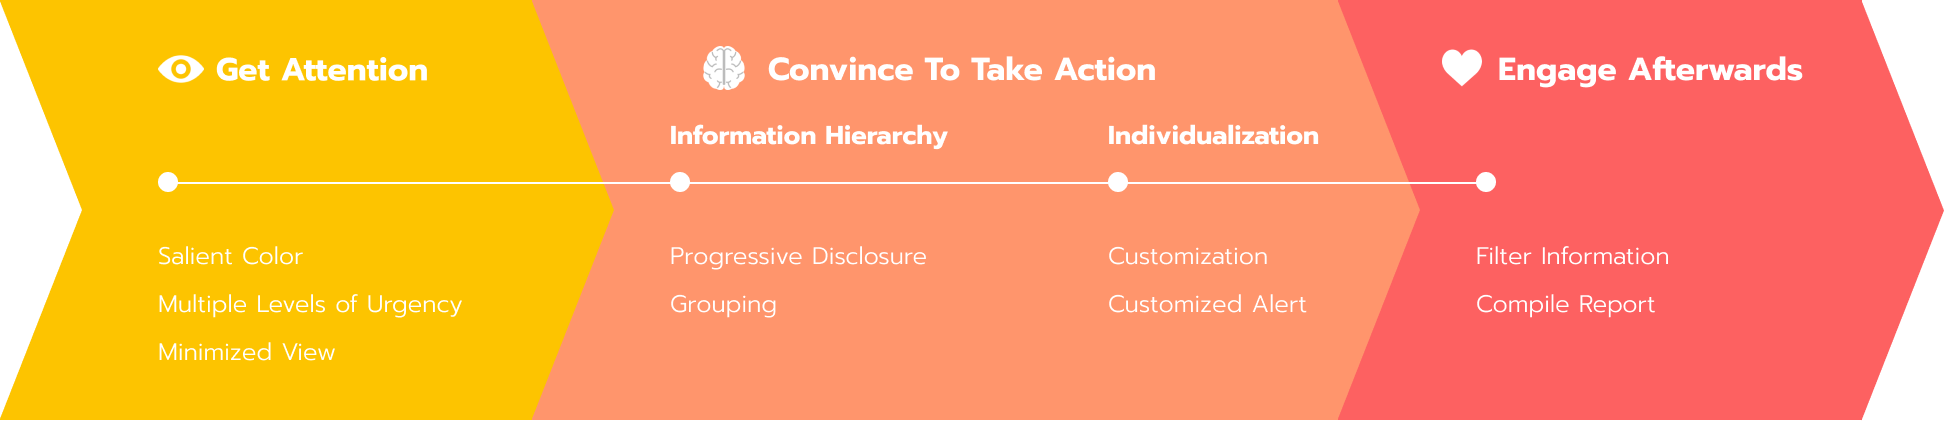 Get Attention
Salient Color
Multiple Levels of Urgency
Minimized View
Convince To Take Action
Information Hierarchy
Progressive Disclosure
Grouping
Individualization
Customization
Customized Alert
Engage Afterwards
Filter Information
Compile Report